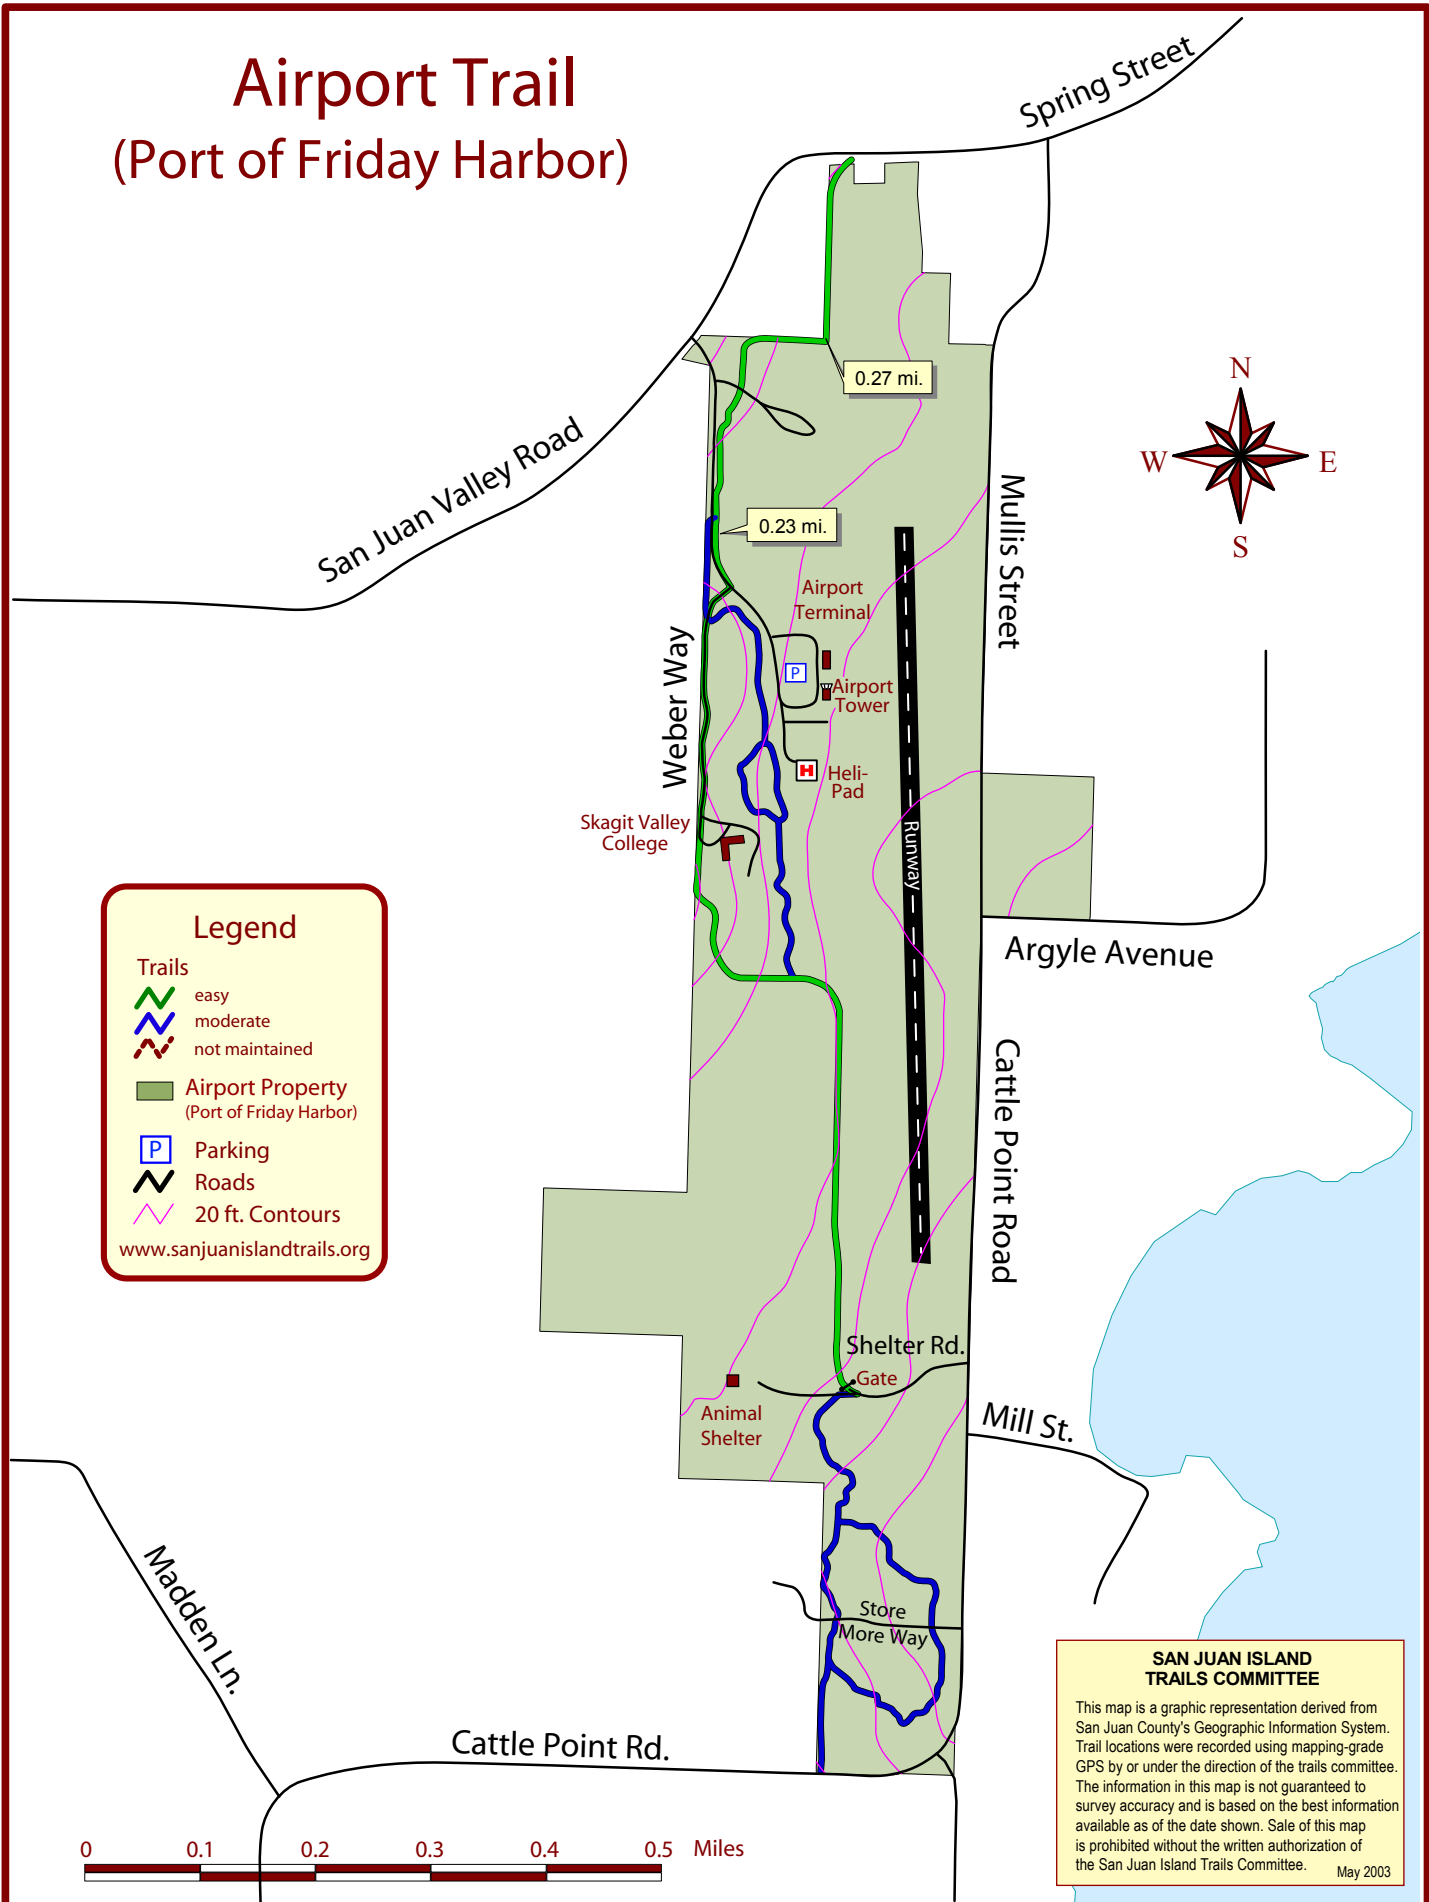 Airport Trail
(Port of Friday Harbor)
Spring Street
0.27 mi.
N
W
E
S
San Juan Valley Road
Mullis Street
0.23 mi.
Airport
Terminal
Weber Way
P
Airport
Tower
H
Heli-
Pad
Skagit Valley
College
Runway
Argyle Avenue
Legend
Trails
easy
moderate
not maintained
Airport Property
(Port of Friday Harbor)
P
Parking
Roads
20 ft. Contours
www.sanjuanislandtrails.org
Cattle Point Road
Shelter Rd.
Gate
Animal
Shelter
Mill St.
Madden Ln.
Store
More Way
Cattle Point Rd.
SAN JUAN ISLAND
TRAILS COMMITTEE
This map is a graphic representation derived from
San Juan County's Geographic Information System.
Trail locations were recorded using mapping-grade
GPS by or under the direction of the trails committee.
The information in this map is not guaranteed to
survey accuracy and is based on the best information
available as of the date shown. Sale of this map
is prohibited without the written authorization of
the San Juan Island Trails Committee.
May 2003
0 0.1 0.2 0.3 0.4 0.5 Miles